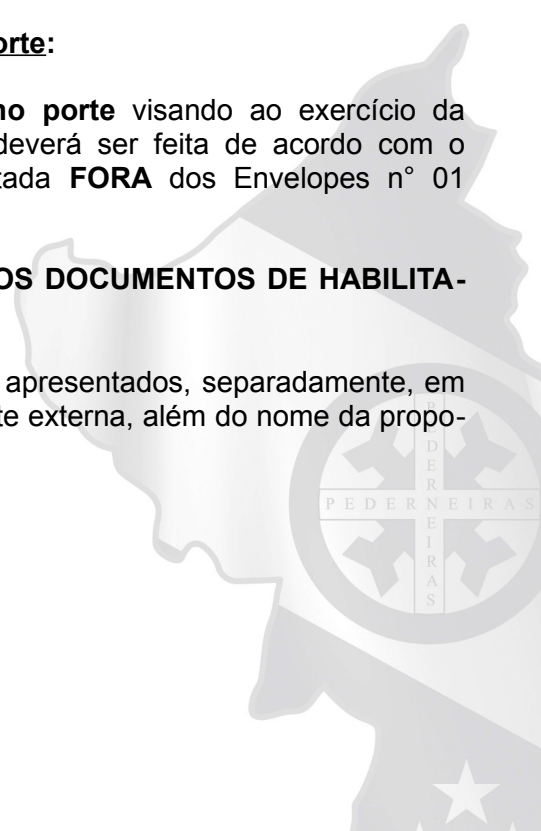 orte:
no porte visando ao exercício da
deverá ser feita de acordo com o
tada FORA dos Envelopes n° 01
OS DOCUMENTOS DE HABILITA-
apresentados, separadamente, em
te externa, além do nome da propo-
PEDERNEIRAS
PEDERNEIRAS